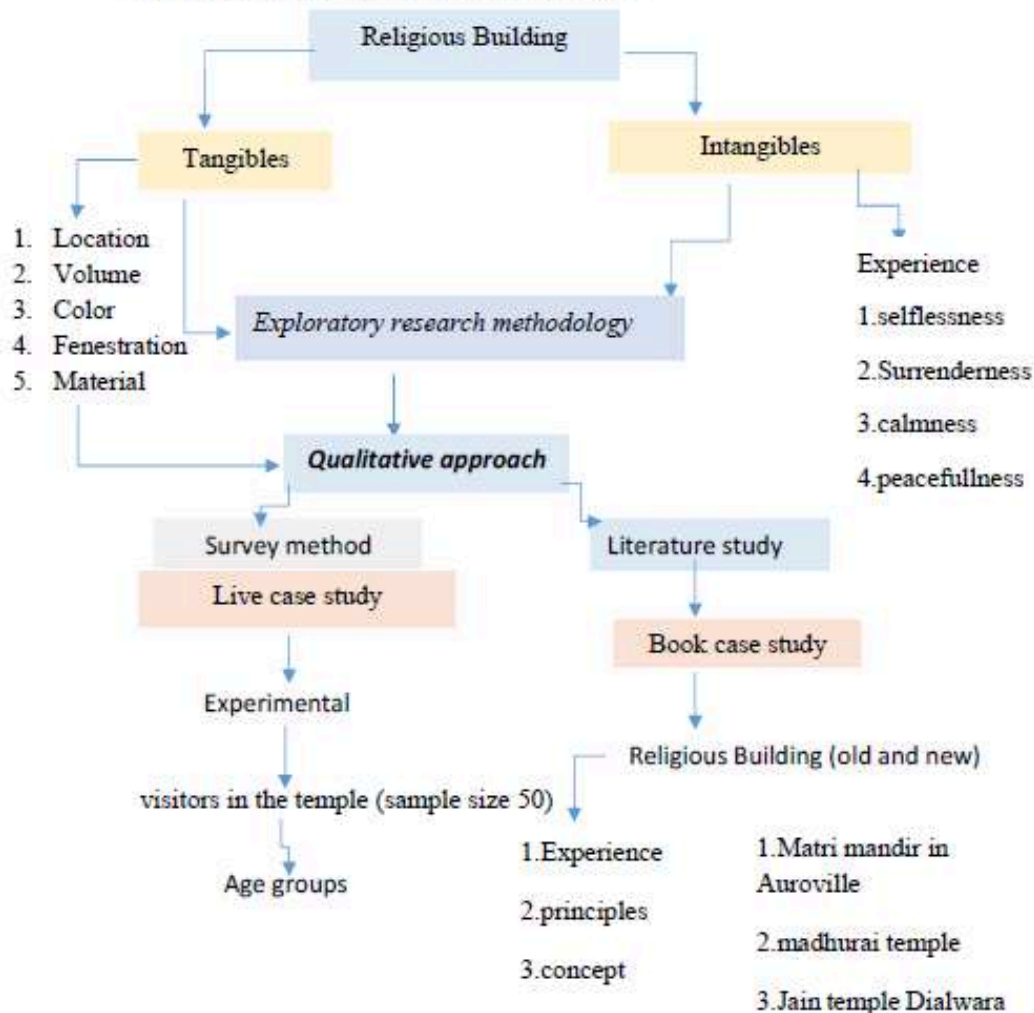 Religious Building
Tangibles
Intangibles
1. Location
2. Volume
3. Color
4. Fenestration
5. Material
Experience
1.selflessness
2.Surrenderness
3.calmness
4.peacefullness
Exploratory research methodology
Qualitative approach
Survey method
Literature study
Live case study
Book case study
Experimental
Religious Building (old and new)
visitors in the temple (sample size 50)
Age groups
1.Experience
2.principles
3.concept
1.Matri mandir in
Auroville
2.madhurai temple
3.Jain temple Dialwara